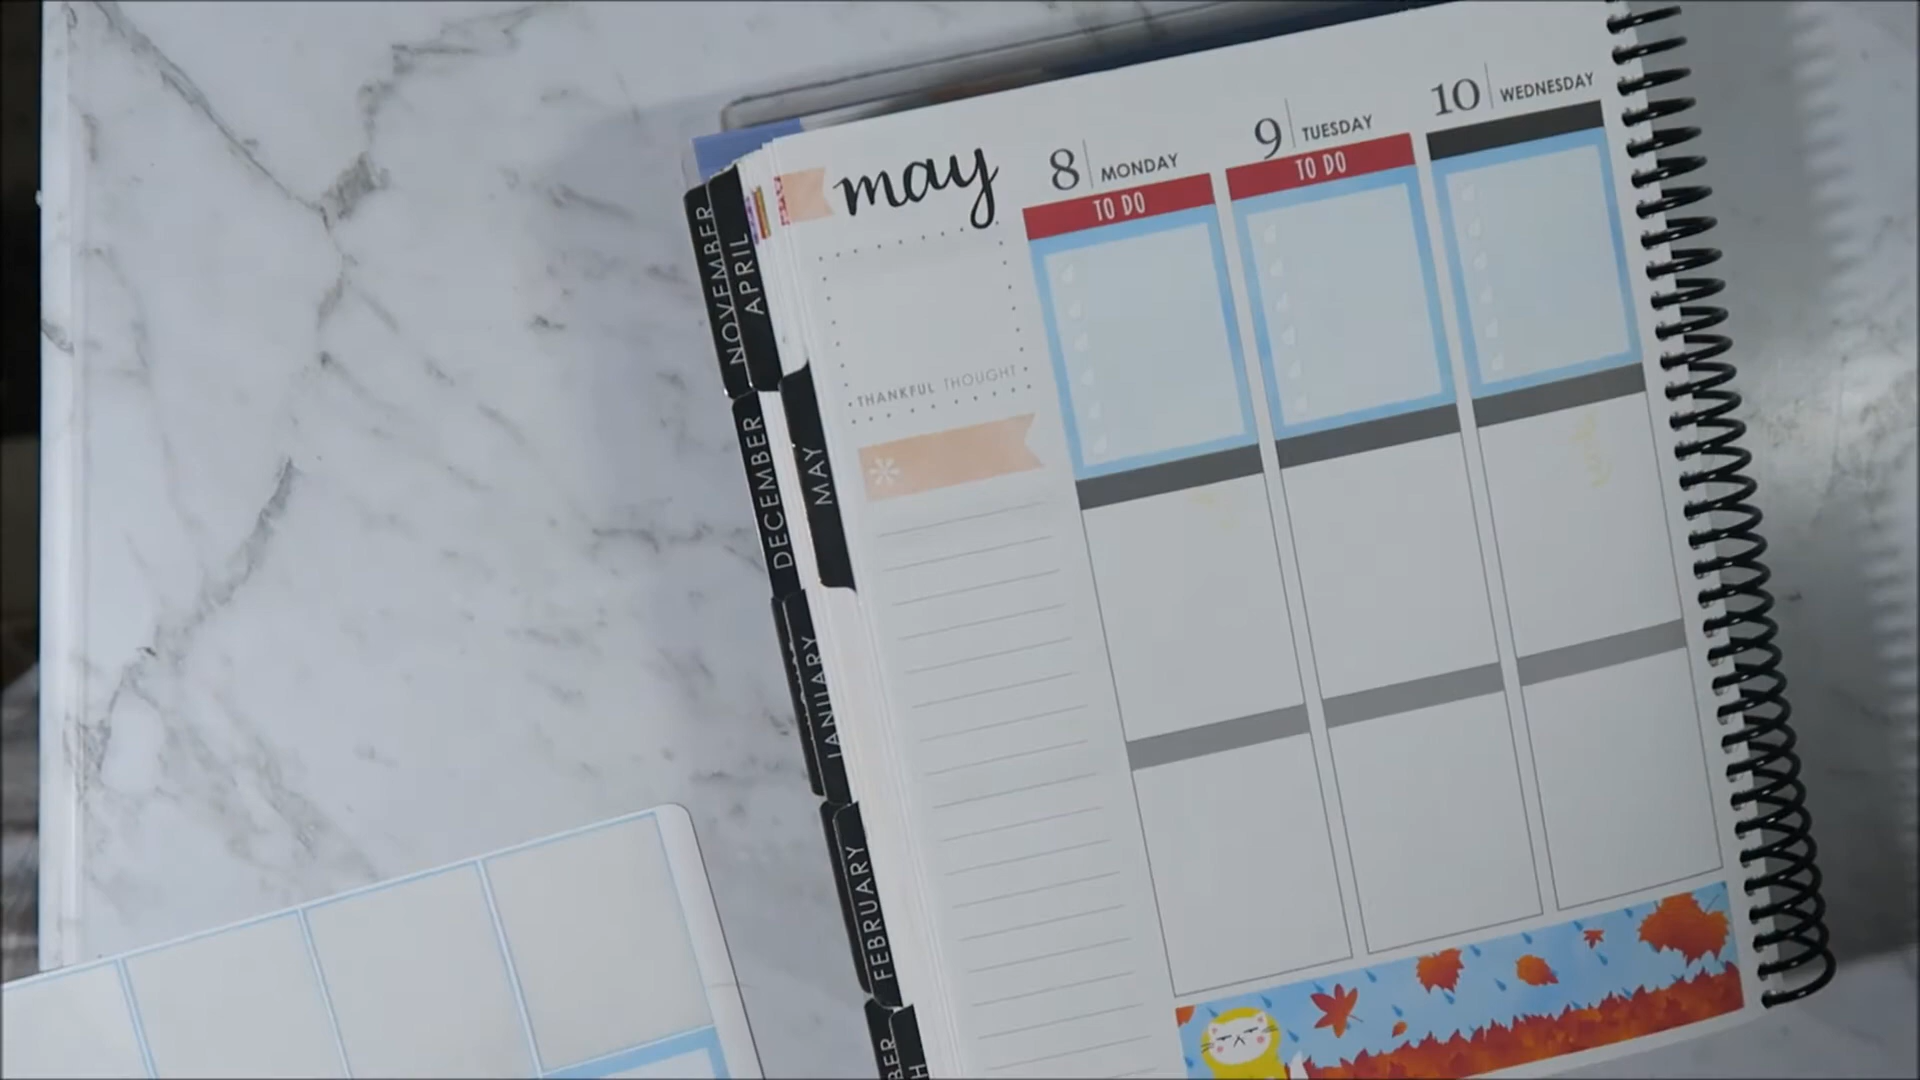 may
8 MONDAY
9 TUESDAY
10 WEDNESDAY
TO DO
TO DO
THANKFUL THOUGHT
NOVEMBER
APRIL
DECEMBER
MAY
JANUARY
FEBRUARY